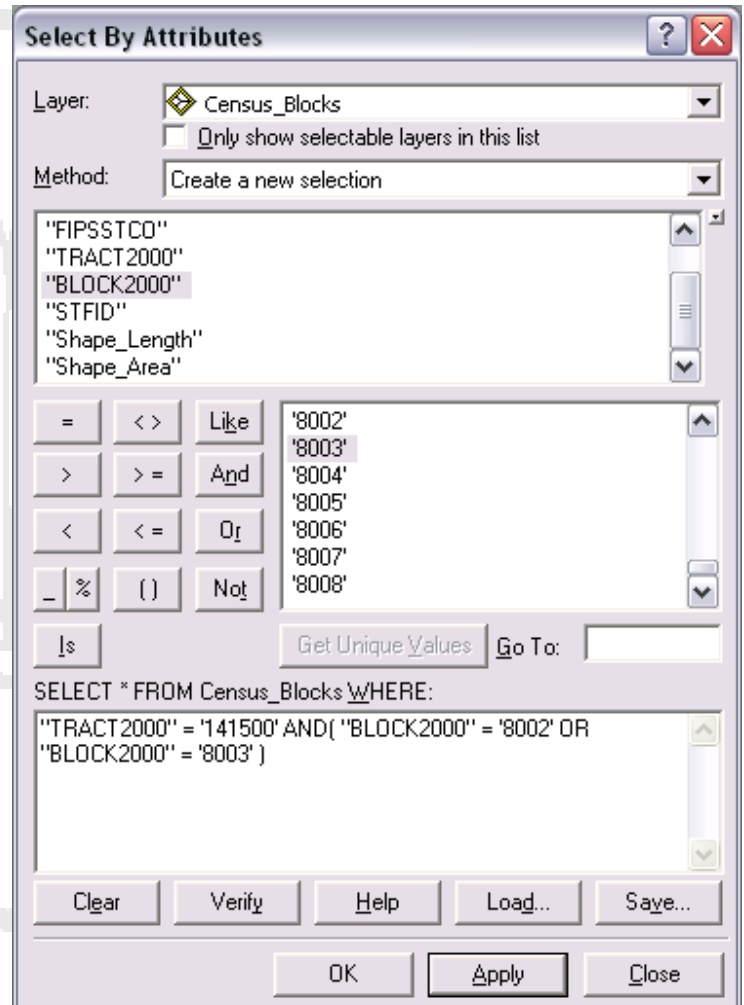 Select By Attributes
Layer: Census_Blocks
Only show selectable layers in this list
Method: Create a new selection
"FIPSSTCO"
"TRACT2000"
"BLOCK2000"
"STFID"
"Shape_Length"
"Shape_Area"
= < > Like
> > = And
< < = Or
_ % ( ) Not
Is
'8002'
'8003'
'8004'
'8005'
'8006'
'8007'
'8008'
Get Unique Values Go To:
SELECT * FROM Census_Blocks WHERE:
"TRACT2000" = '141500' AND( "BLOCK2000" = '8002' OR
"BLOCK2000" = '8003' )
Clear Verify Help Load... Save...
OK Apply Close